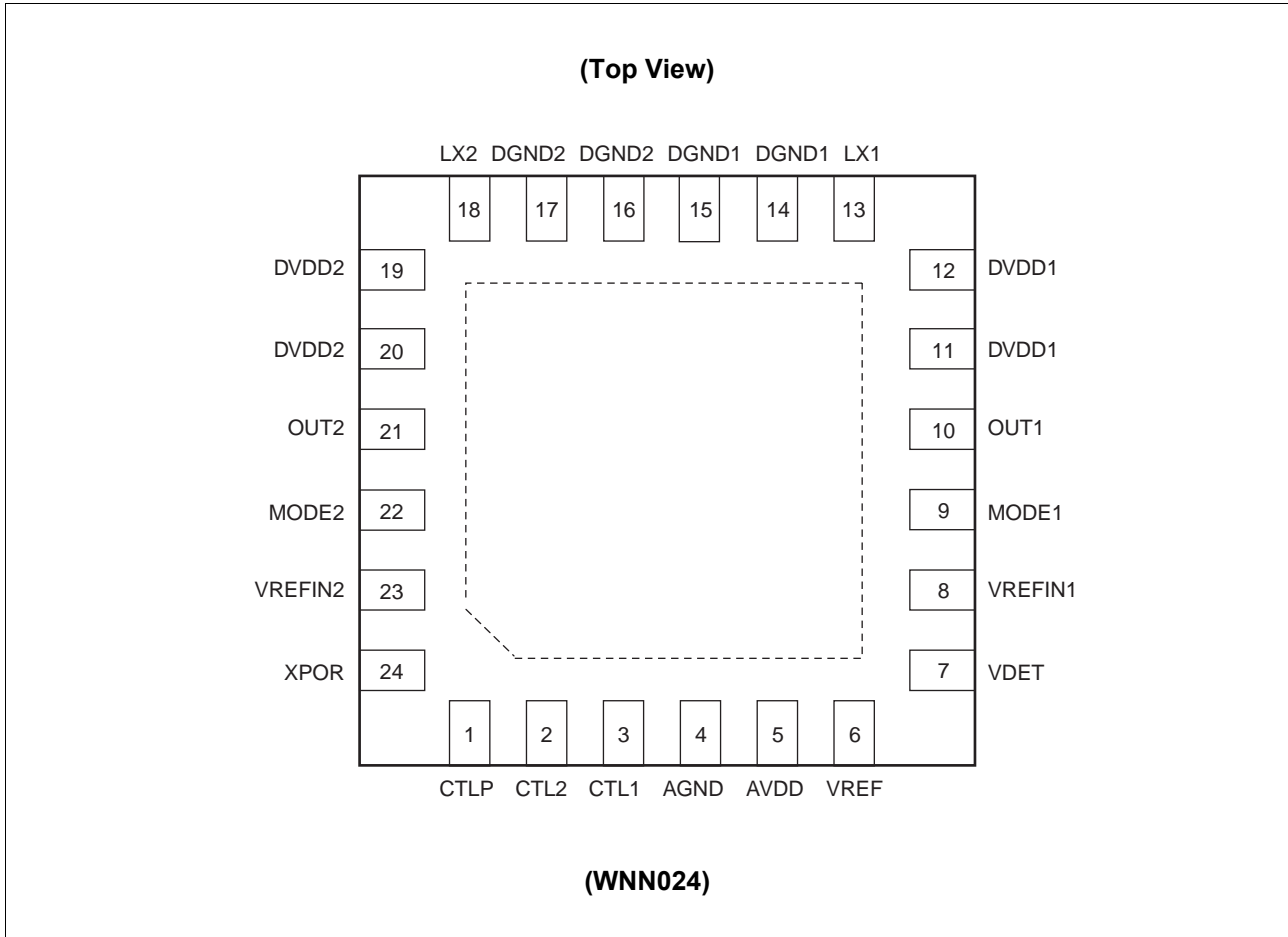 (Top View)
LX2 DGND2 DGND2 DGND1 DGND1 LX1
18 17 16 15 14 13
DVDD2 19 12 DVDD1
DVDD2 20 11 DVDD1
OUT2 21 10 OUT1
MODE2 22 9 MODE1
VREFIN2 23 8 VREFIN1
XPOR 24 7 VDET
1 2 3 4 5 6
CTLP CTL2 CTL1 AGND AVDD VREF
(WNN024)